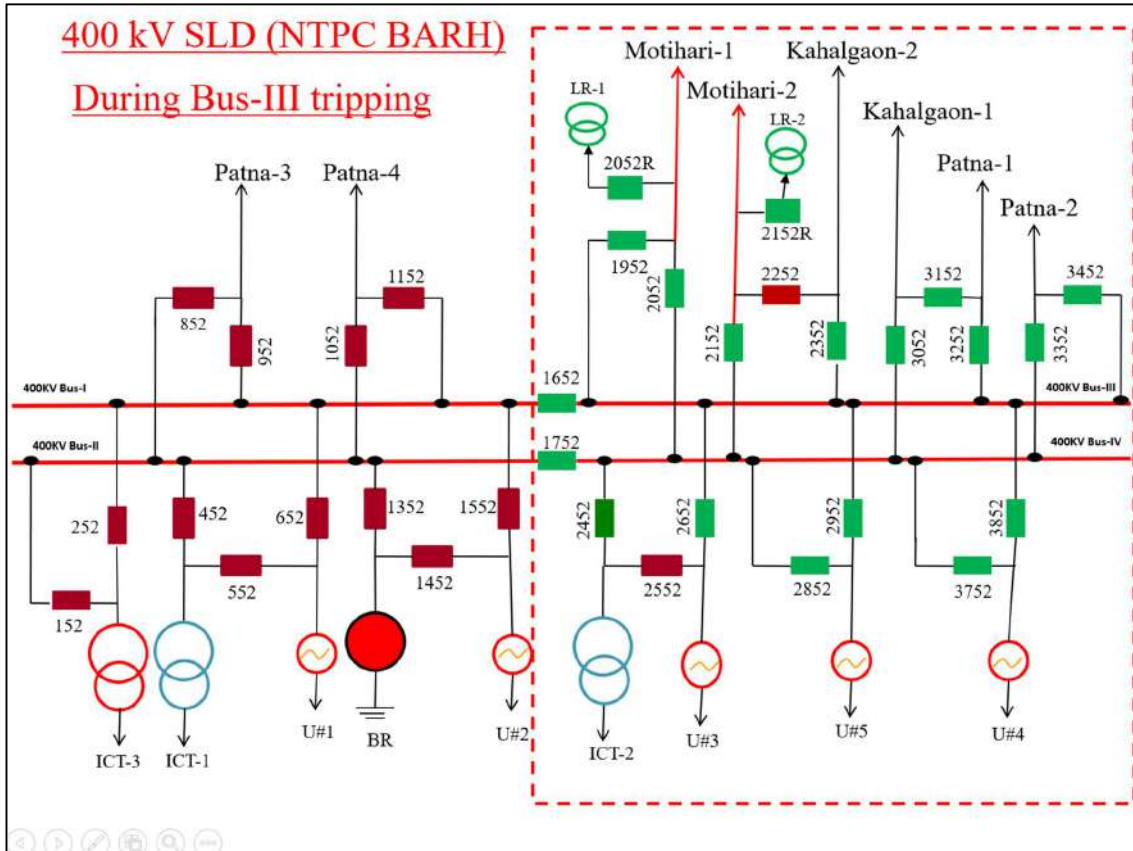 400 kV SLD (NTPC BARH)
During Bus-III tripping
Motihari-1
Kahalgaon-2
LR-1
Motihari-2
LR-2
Kahalgaon-1
Patna-3
Patna-4
2052R
Patna-1
Patna-2
2152R
1952
1152
852
952
1052
2052
2252
3152
3452
2152
2352
3052
3252
3352
400KV Bus-I
1652
400KV Bus-III
400KV Bus-II
1752
400KV Bus-IV
252
452
652
1352
1552
2452
2652
2952
3852
552
1452
2552
2852
3752
152
U#1
BR
U#2
U#3
U#5
U#4
ICT-3
ICT-1
ICT-2